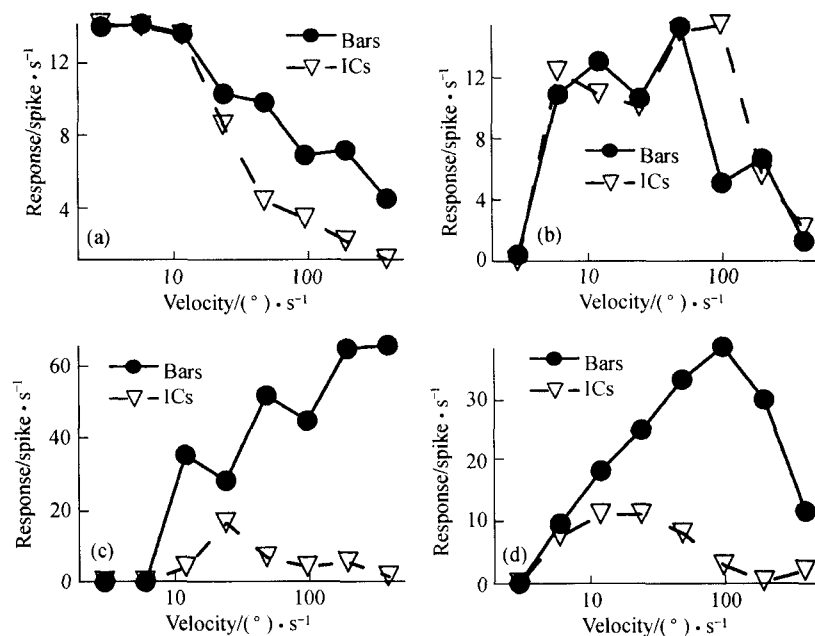 Response/spike · s⁻¹
12
8
4
10
100
Velocity/(°) · s⁻¹
(a)
Bars
ICs
Response/spike · s⁻¹
12
8
4
0
10
100
Velocity/(°) · s⁻¹
(b)
Bars
ICs
Response/spike · s⁻¹
60
40
20
0
10
100
Velocity/(°) · s⁻¹
(c)
Bars
ICs
Response/spike · s⁻¹
30
20
10
0
10
100
Velocity/(°) · s⁻¹
(d)
Bars
ICs